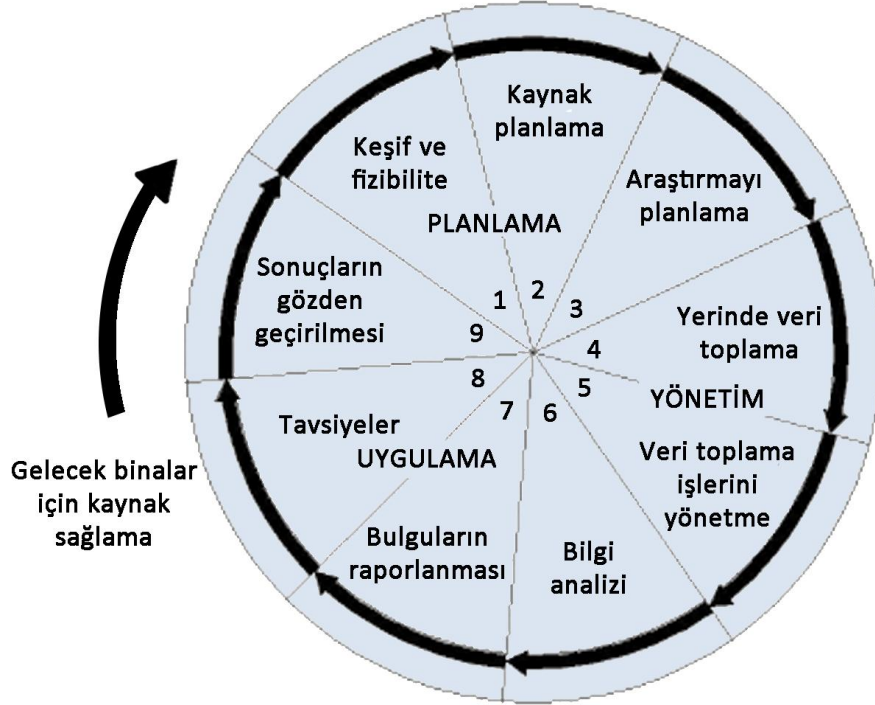 Keşif ve
fizibilite
Kaynak
planlama
Araştırmayı
planlama
PLANLAMA
Yerinde veri
toplama
YÖNETİM
Veri toplama
işlerini
yönetme
Bilgi
analizi
Bulguların
raporlanması
UYGULAMA
Tavsiyeler
Sonuçların
gözden
geçirilmesi
1
2
3
4
5
6
7
8
9
Gelecek binalar
için kaynak
sağlama